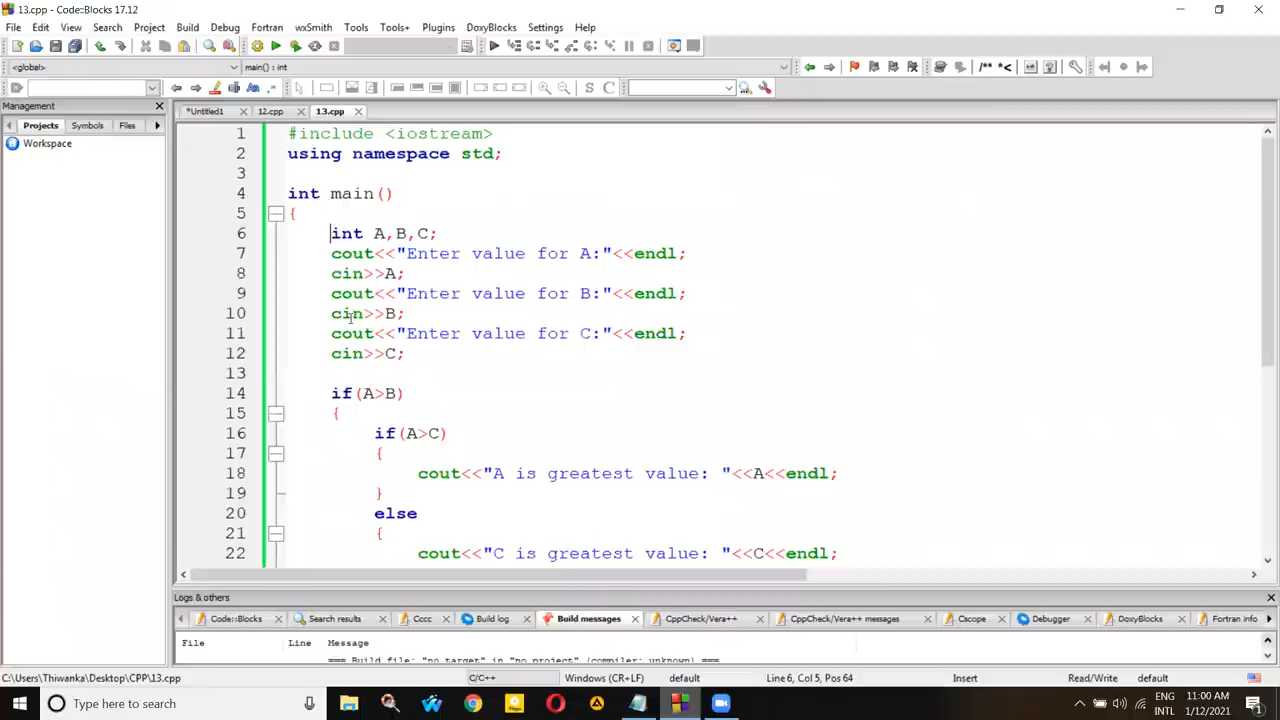 13.cpp - Code::Blocks 17.12
File Edit View Search Project Build Debug Fortran wxSmith Tools Tools+ Plugins DoxyBlocks Settings Help
<global> main() : int
/** *<
S C
Management
Projects Symbols Files
Workspace
*Untitled1 12.cpp 13.cpp
1 #include <iostream>
2 using namespace std;
3
4 int main()
5 {
6 int A,B,C;
7 cout<<"Enter value for A:"<<endl;
8 cin>>A;
9 cout<<"Enter value for B:"<<endl;
10 cin>>B;
11 cout<<"Enter value for C:"<<endl;
12 cin>>C;
13
14 if(A>B)
15 {
16 if(A>C)
17 {
18 cout<<"A is greatest value: "<<A<<endl;
19 }
20 else
21 {
22 cout<<"C is greatest value: "<<C<<endl;
Logs & others
Code::Blocks Search results Cccc Build log Build messages CppCheck/Vera++ CppCheck/Vera++ messages Cscope Debugger DoxyBlocks Fortran info
File Line Message
=== Build file: "no target" in "no project" (compiler: unknown) ===
C:\Users\Thiwanka\Desktop\CPP\13.cpp C/C++ Windows (CR+LF) default Line 6, Col 5, Pos 64 Insert Read/Write default
Type here to search
ENG
INTL
11:00 AM
1/12/2021